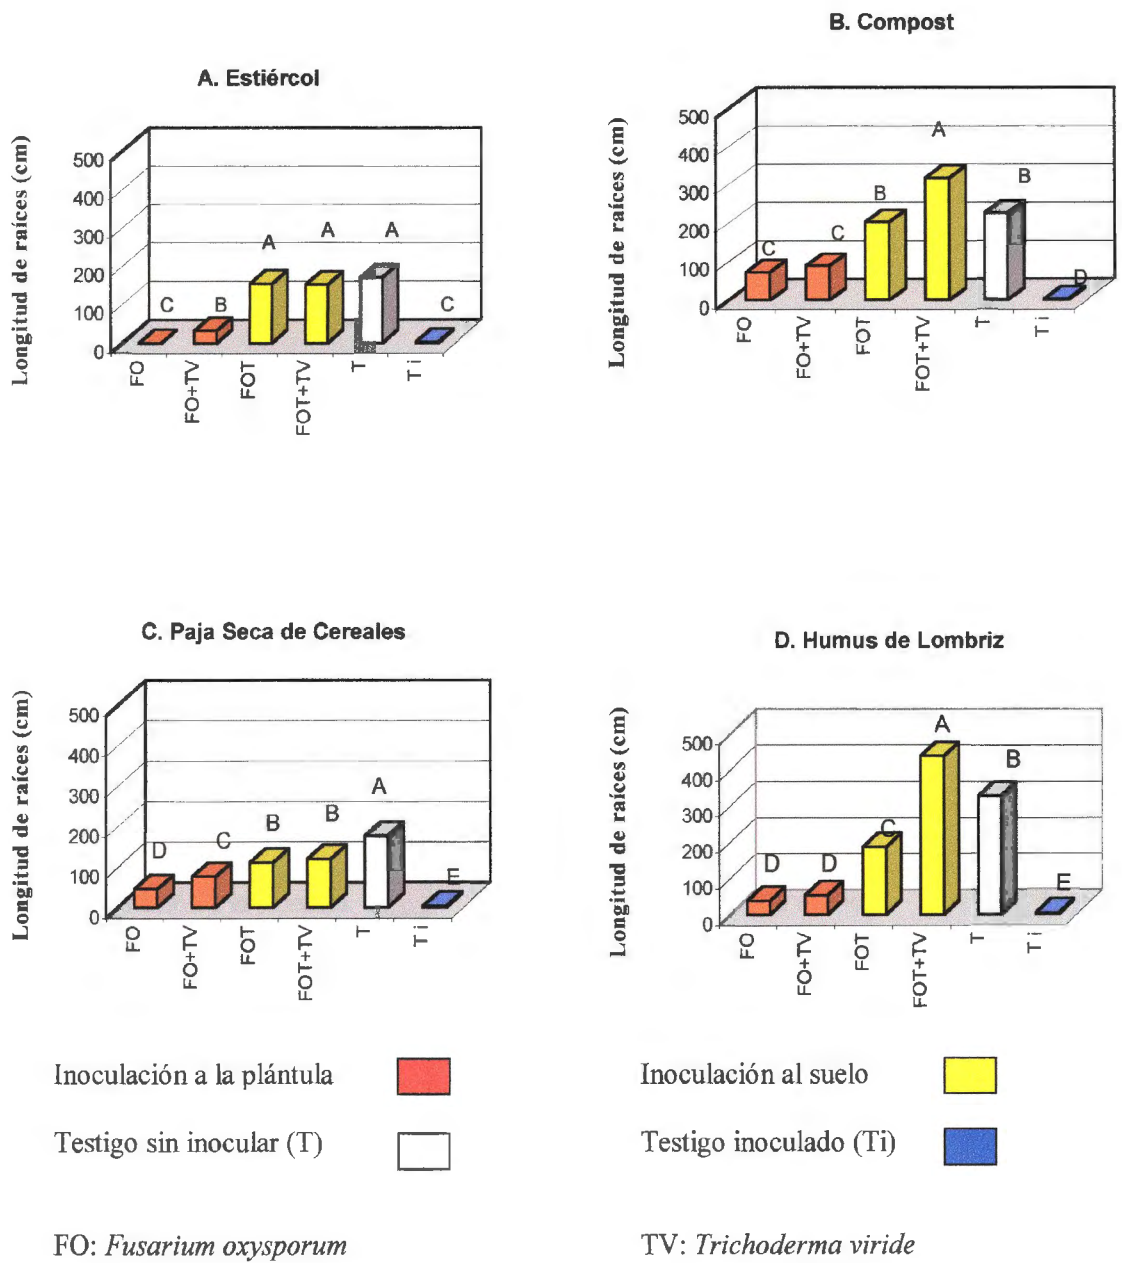 B. Compost
A. Estiércol
Longitud de raíces (cm)
500
400
300
200
100
0
C
B
A
A
A
C
FO
FO+TV
FOT
FOT+TV
T
Ti
Longitud de raíces (cm)
500
400
300
200
100
0
C
C
B
A
B
D
FO
FO+TV
FOT
FOT+TV
T
Ti
C. Paja Seca de Cereales
Longitud de raíces (cm)
500
400
300
200
100
0
D
C
B
B
A
E
FO
FO+TV
FOT
FOT+TV
T
Ti
D. Humus de Lombriz
Longitud de raíces (cm)
500
400
300
200
100
0
D
D
C
A
B
E
FO
FO+TV
FOT
FOT+TV
T
Ti
Inoculación a la plántula
Inoculación al suelo
Testigo sin inocular (T)
Testigo inoculado (Ti)
FO: Fusarium oxysporum
TV: Trichoderma viride